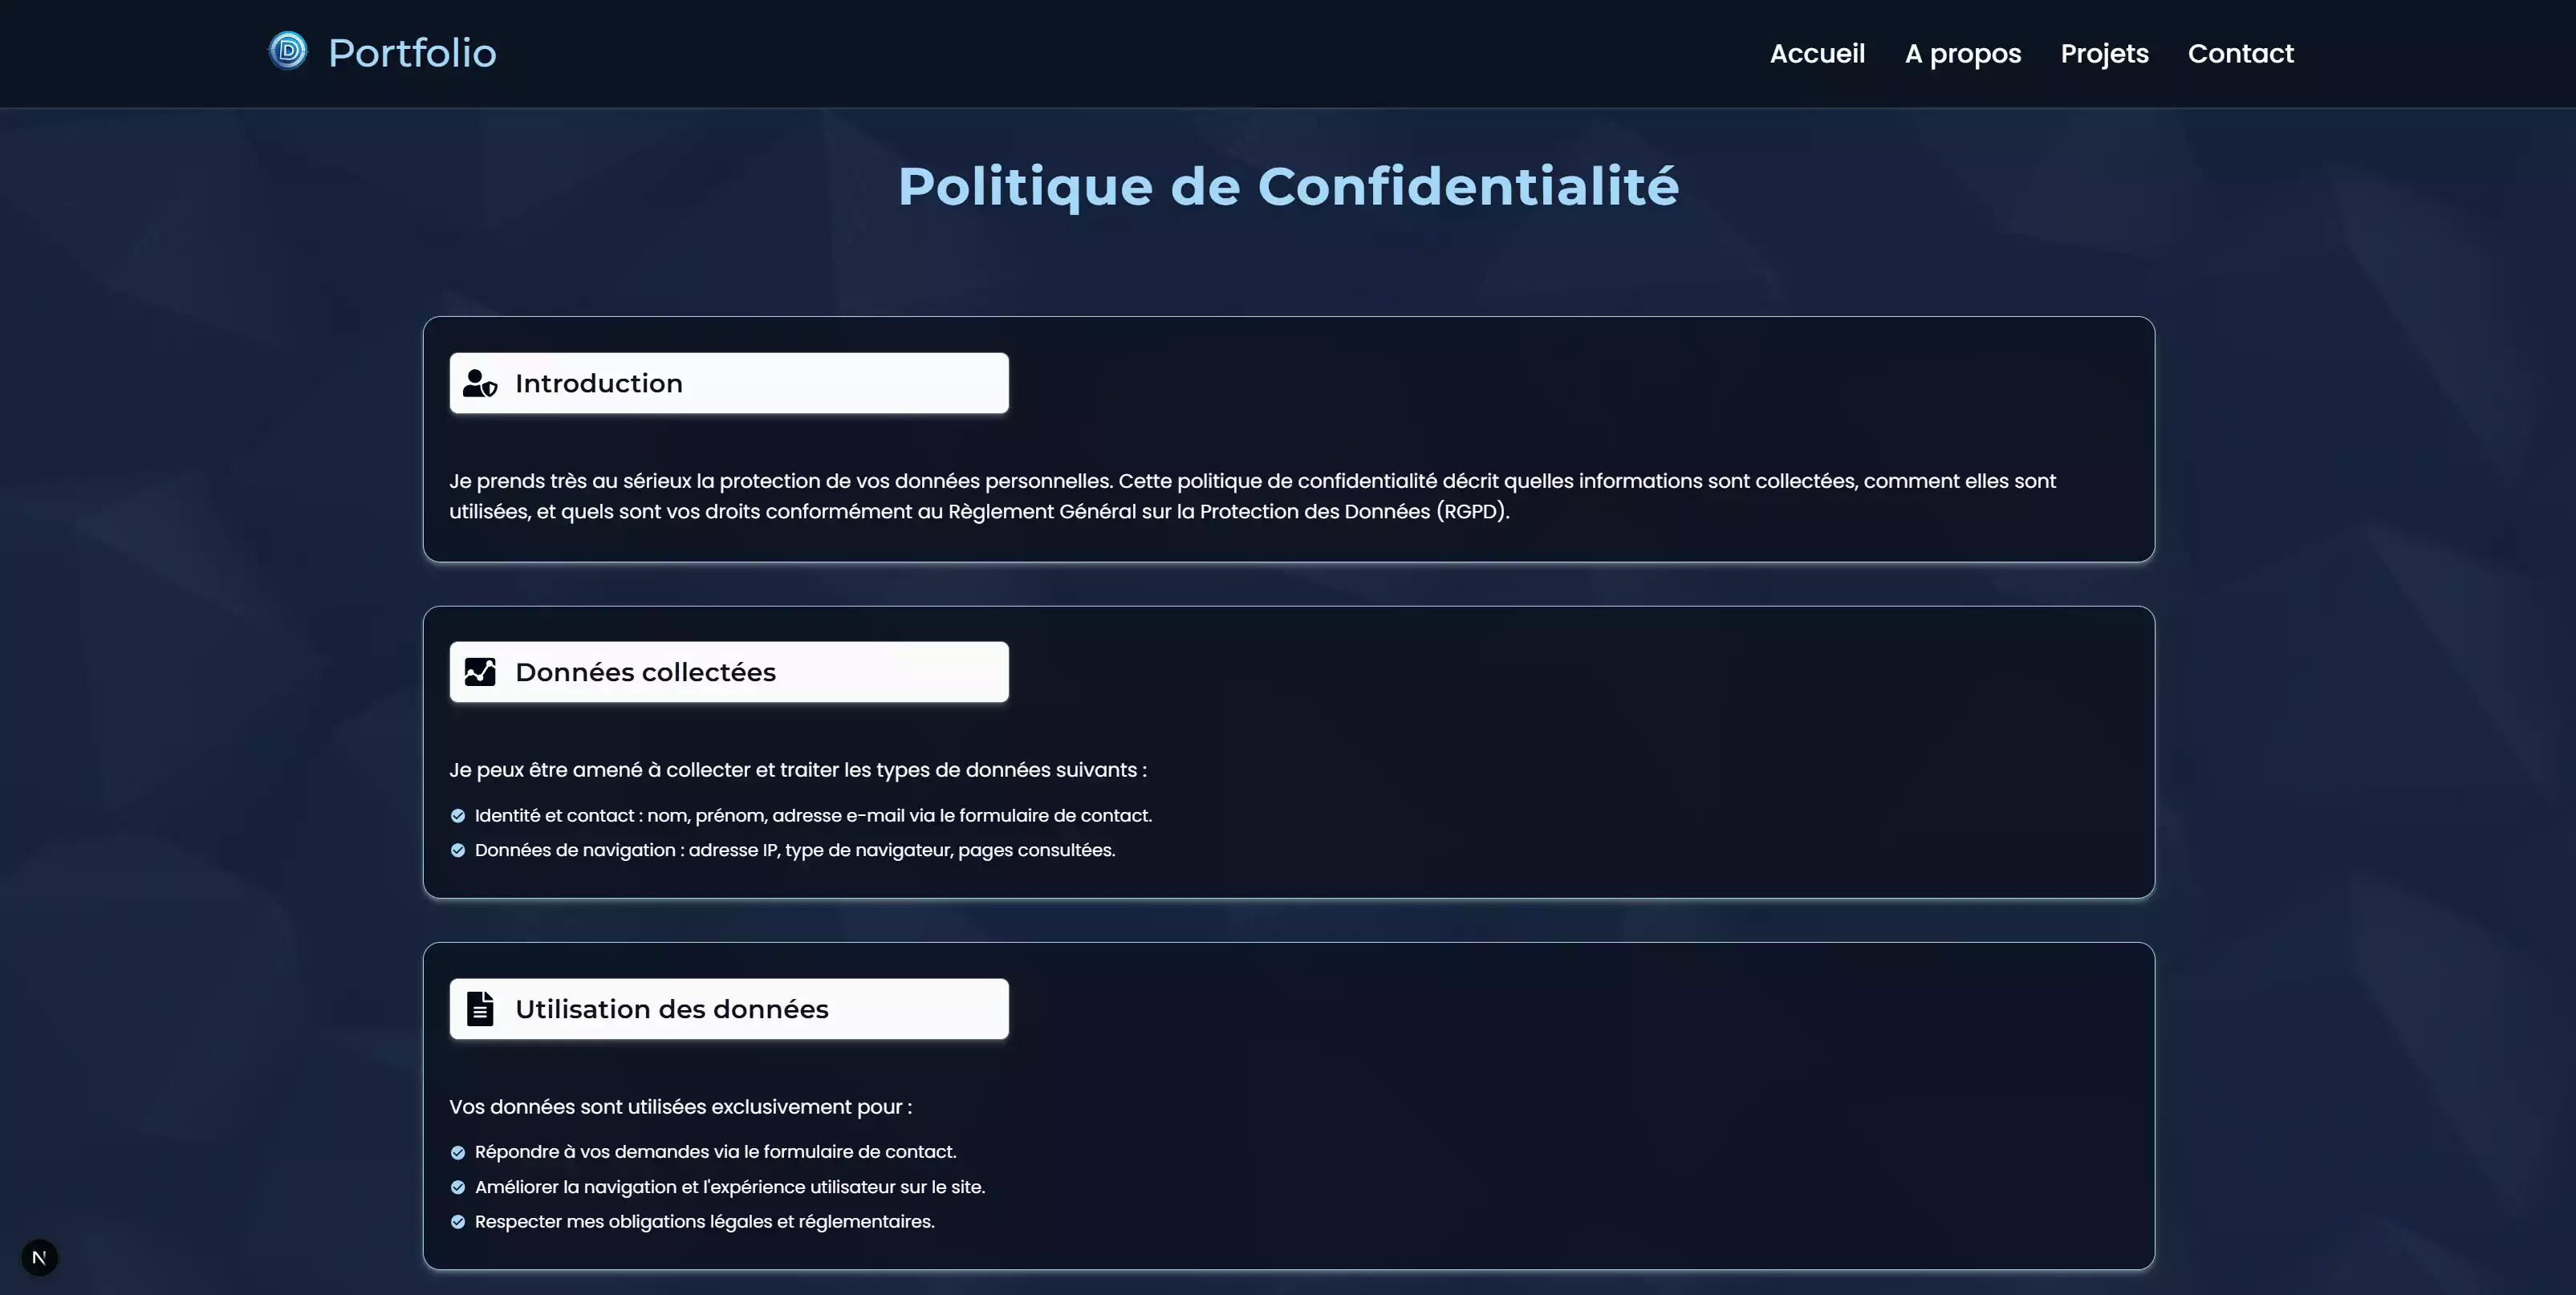 D Portfolio
Accueil A propos Projets Contact
Politique de Confidentialité
Introduction
Je prends très au sérieux la protection de vos données personnelles. Cette politique de confidentialité décrit quelles informations sont collectées, comment elles sont
utilisées, et quels sont vos droits conformément au Règlement Général sur la Protection des Données (RGPD).
Données collectées
Je peux être amené à collecter et traiter les types de données suivants :
Identité et contact : nom, prénom, adresse e-mail via le formulaire de contact.
Données de navigation : adresse IP, type de navigateur, pages consultées.
Utilisation des données
Vos données sont utilisées exclusivement pour :
Répondre à vos demandes via le formulaire de contact.
Améliorer la navigation et l'expérience utilisateur sur le site.
Respecter mes obligations légales et réglementaires.
N